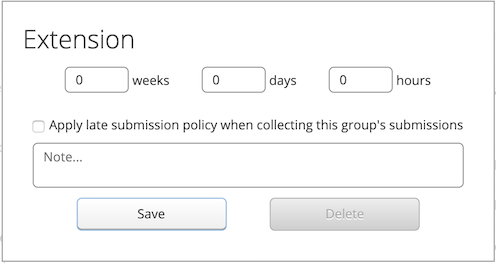 Extension
0 weeks 0 days 0 hours
Apply late submission policy when collecting this group's submissions
Note...
Save Delete